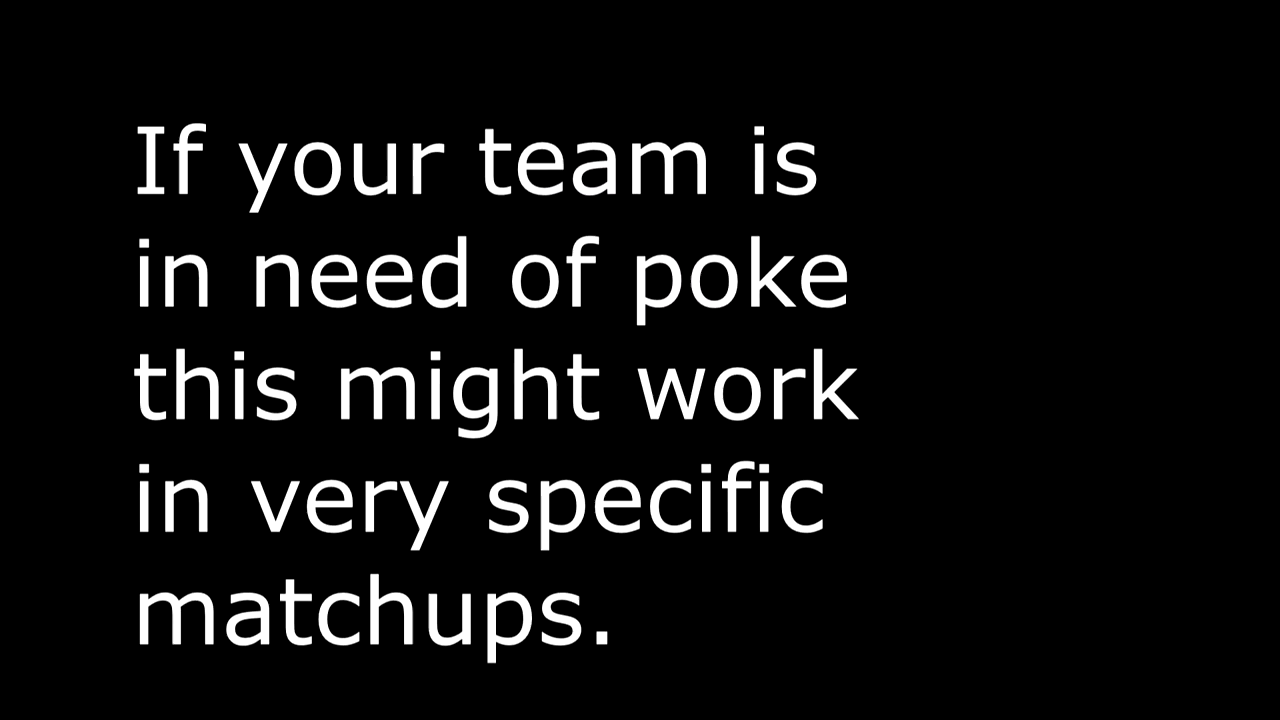 If your team is
in need of poke
this might work
in very specific
matchups.